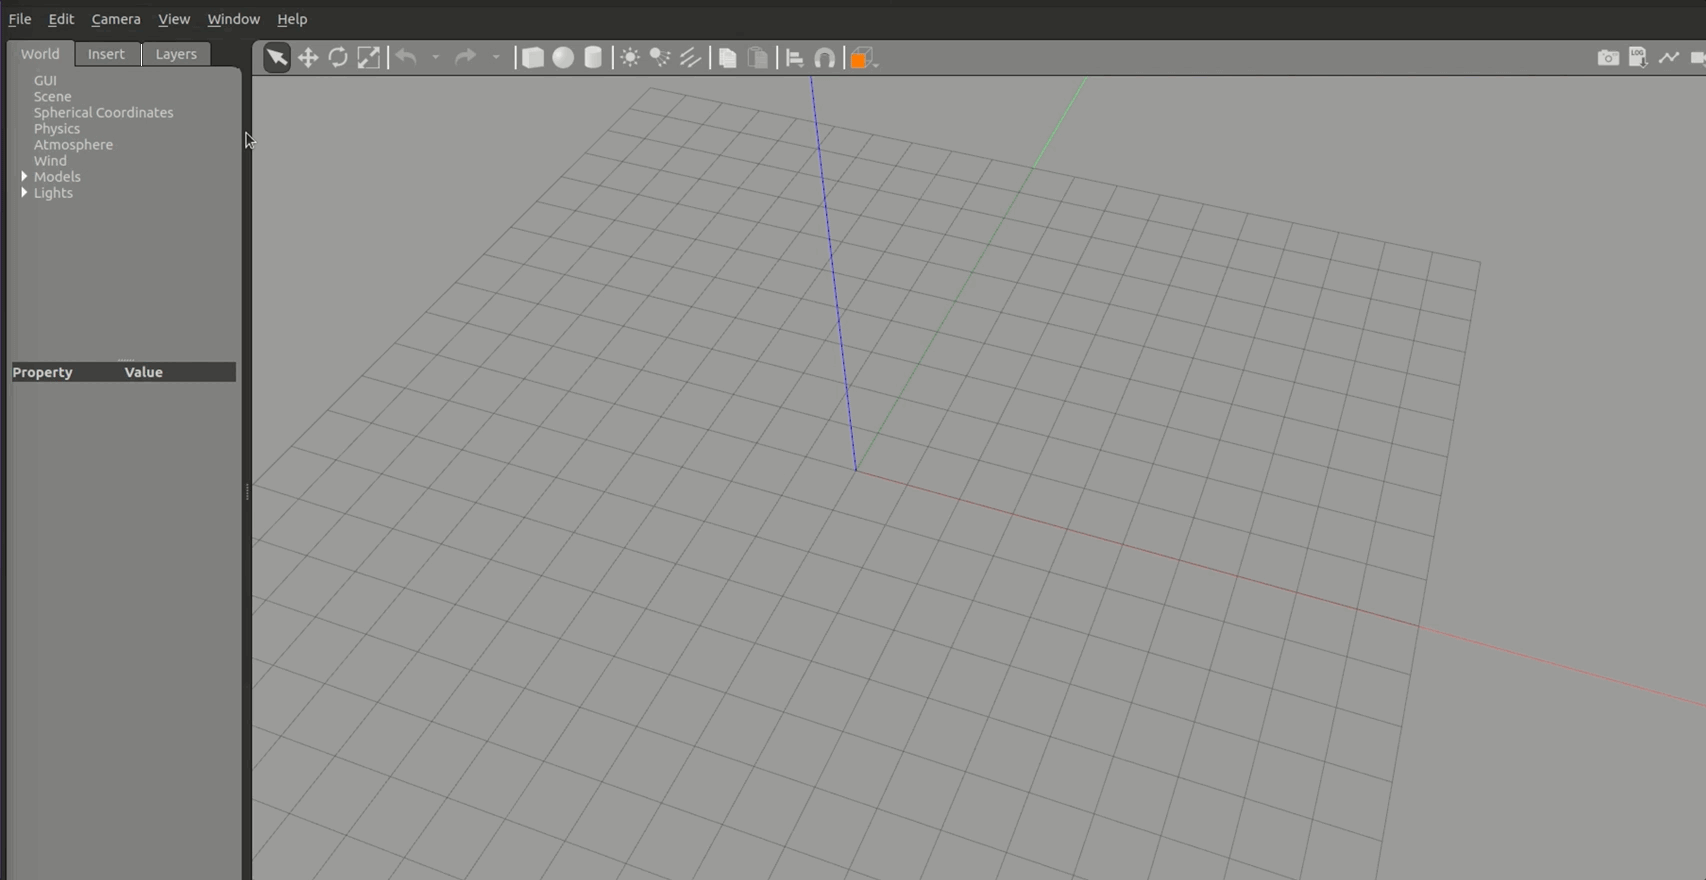 File Edit Camera View Window Help
World Insert Layers
GUI
Scene
Spherical Coordinates
Physics
Atmosphere
Wind
Models
Lights
Property Value
LOG